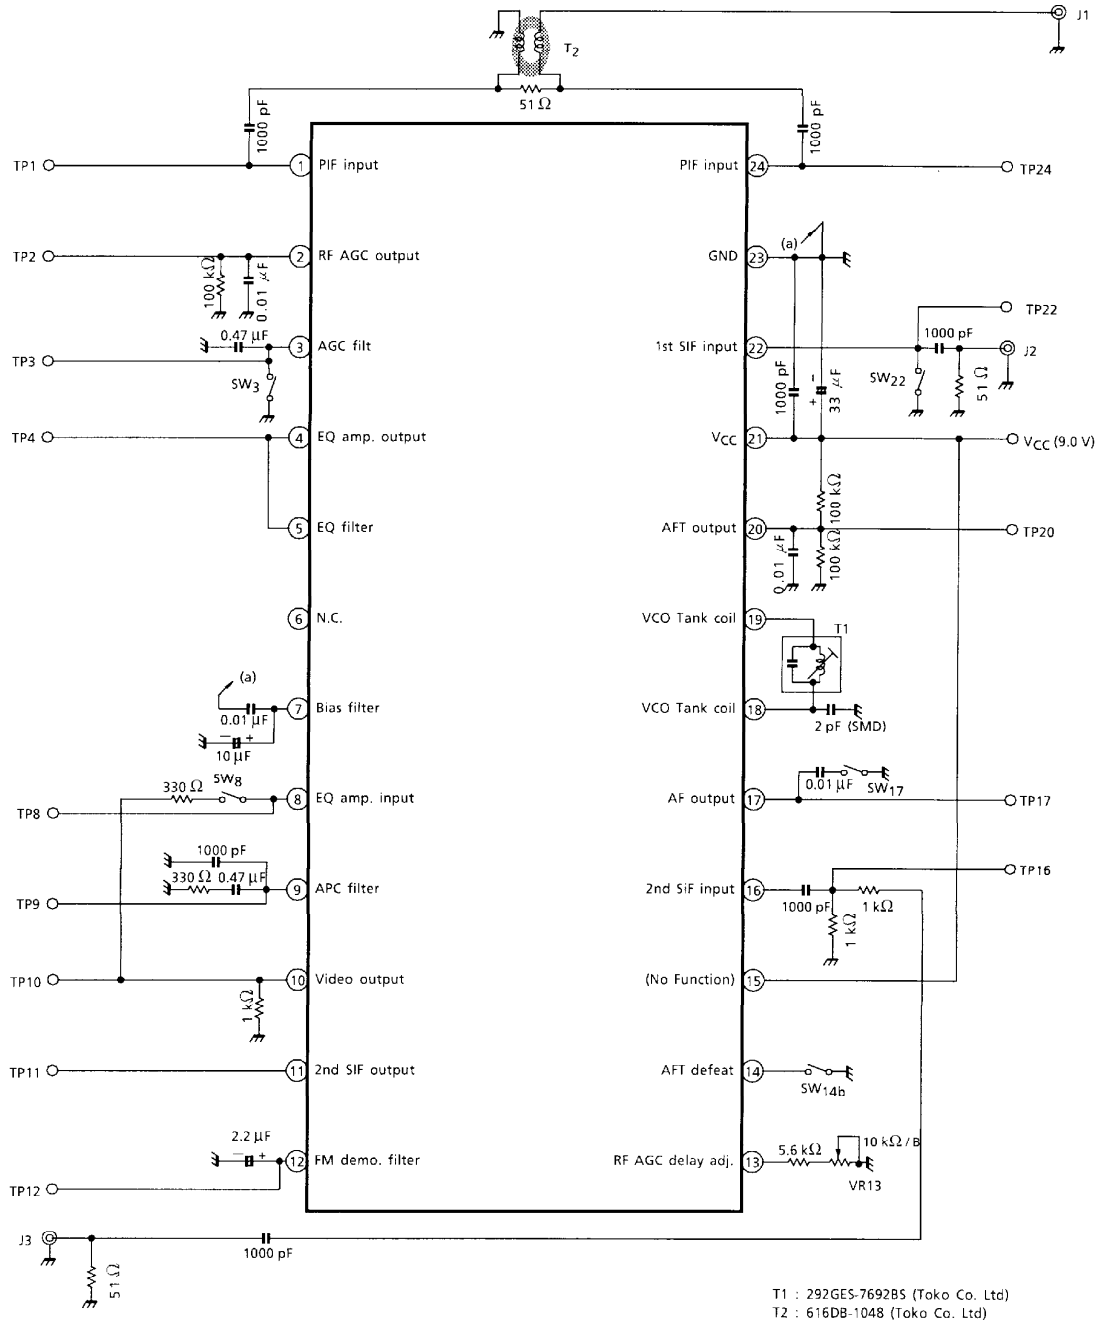 J1
T2
51 Ω
1000 pF
1000 pF
TP1
1
PIF input
PIF input
24
TP24
TP2
2
RF AGC output
100 kΩ
0.01 μF
(a)
GND
23
TP22
0.47 μF
3
AGC filt
TP3
SW3
1st SIF input
22
1000 pF
J2
SW22
51 Ω
1000 pF
−
+
33 μF
TP4
4
EQ amp. output
VCC
21
VCC (9.0 V)
5
EQ filter
AFT output
20
100 kΩ
100 kΩ
0.01 μF
TP20
6
N.C.
VCO Tank coil
19
T1
(a)
0.01 μF
7
Bias filter
− +
10 μF
VCO Tank coil
18
2 pF (SMD)
330 Ω
SW8
8
EQ amp. input
TP8
AF output
17
0.01 μF
SW17
TP17
1000 pF
330 Ω
0.47 μF
9
APC filter
TP9
2nd SiF input
16
1000 pF
1 kΩ
1 kΩ
TP16
TP10
10
Video output
1 kΩ
(No Function)
15
TP11
11
2nd SIF output
AFT defeat
14
SW14b
2.2 μF
− +
12
FM demo. filter
TP12
RF AGC delay adj.
13
5.6 kΩ
10 kΩ / B
VR13
J3
51 Ω
1000 pF
T1 : 292GES-7692BS (Toko Co. Ltd)
T2 : 616DB-1048 (Toko Co. Ltd)